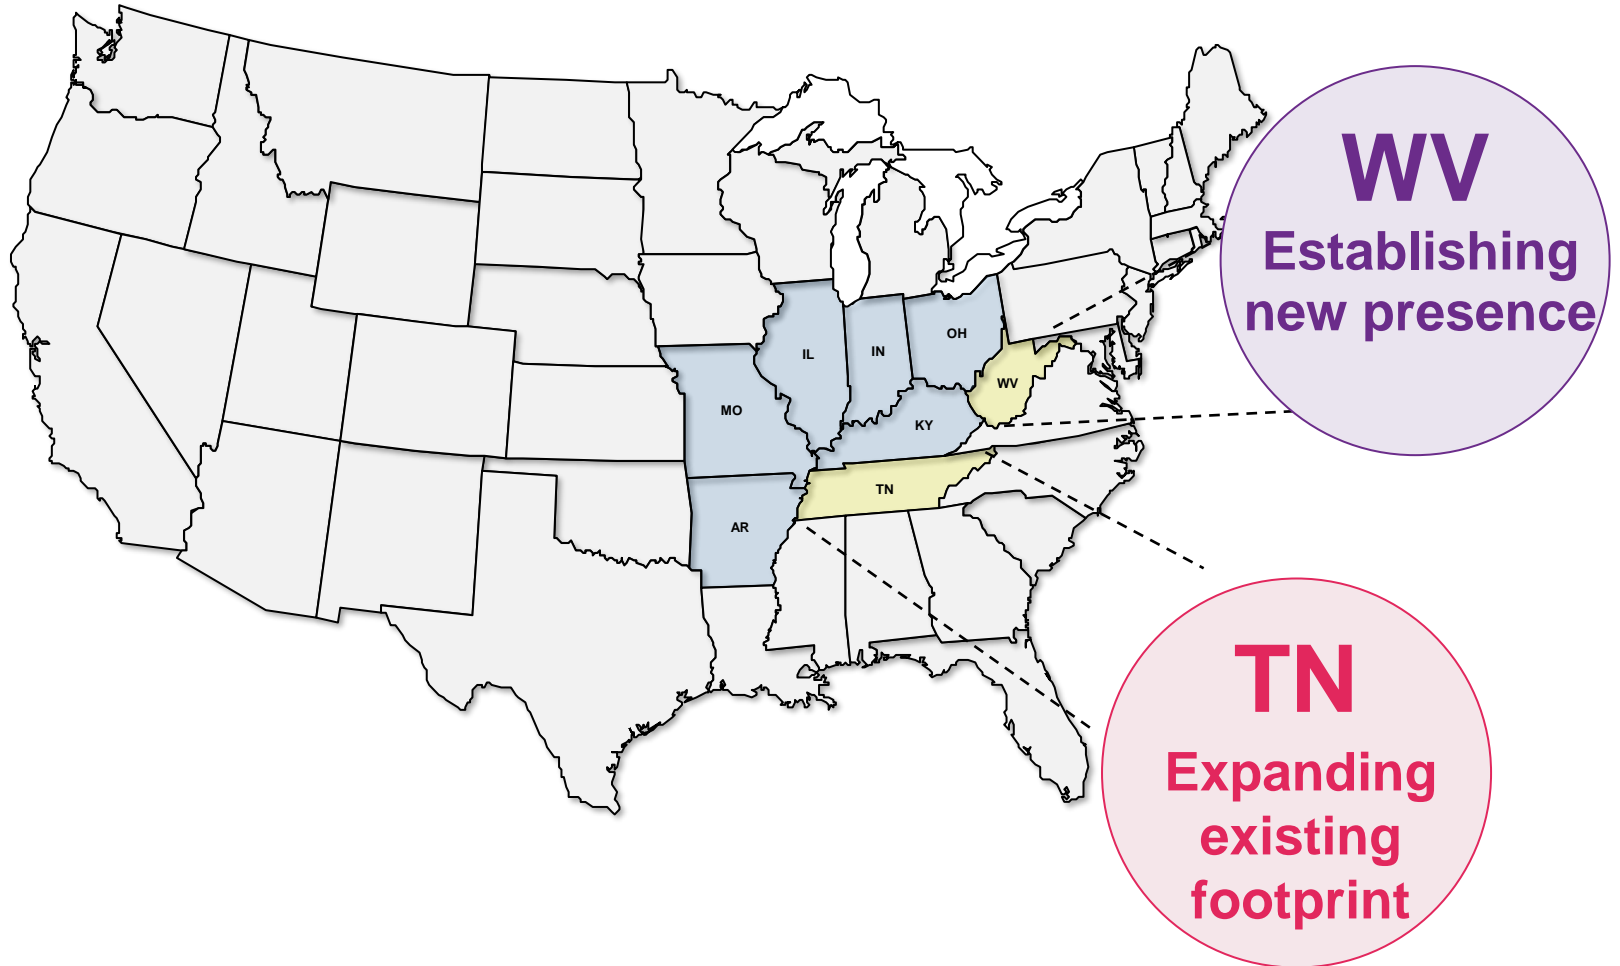 WV
Establishing
new presence
OH
IL
IN
WV
MO
KY
TN
AR
TN
Expanding
existing
footprint